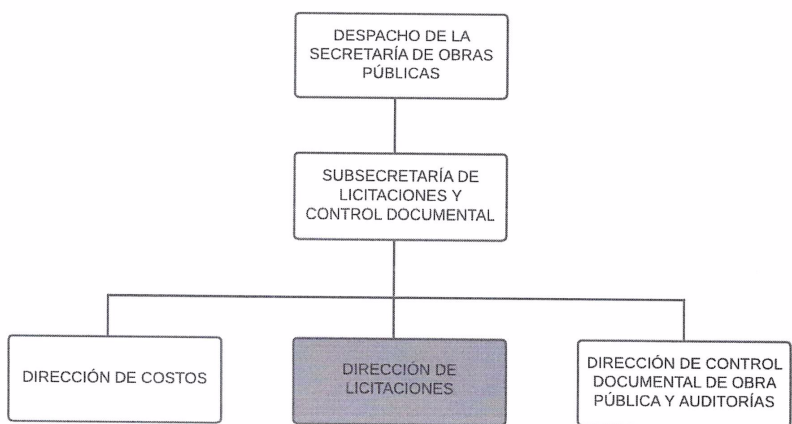 DESPACHO DE LA
SECRETARÍA DE OBRAS
PÚBLICAS
SUBSECRETARÍA DE
LICITACIONES Y
CONTROL DOCUMENTAL
DIRECCIÓN DE COSTOS
DIRECCIÓN DE
LICITACIONES
DIRECCIÓN DE CONTROL
DOCUMENTAL DE OBRA
PÚBLICA Y AUDITORÍAS